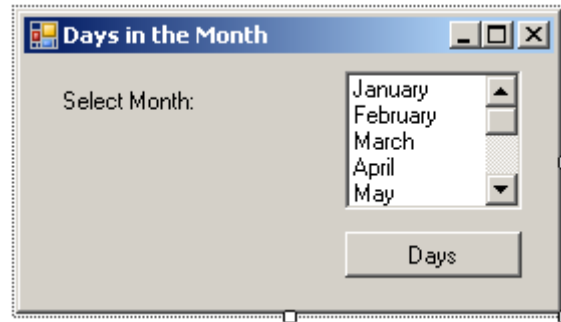 Days in the Month
Select Month:
January
February
March
April
May
Days